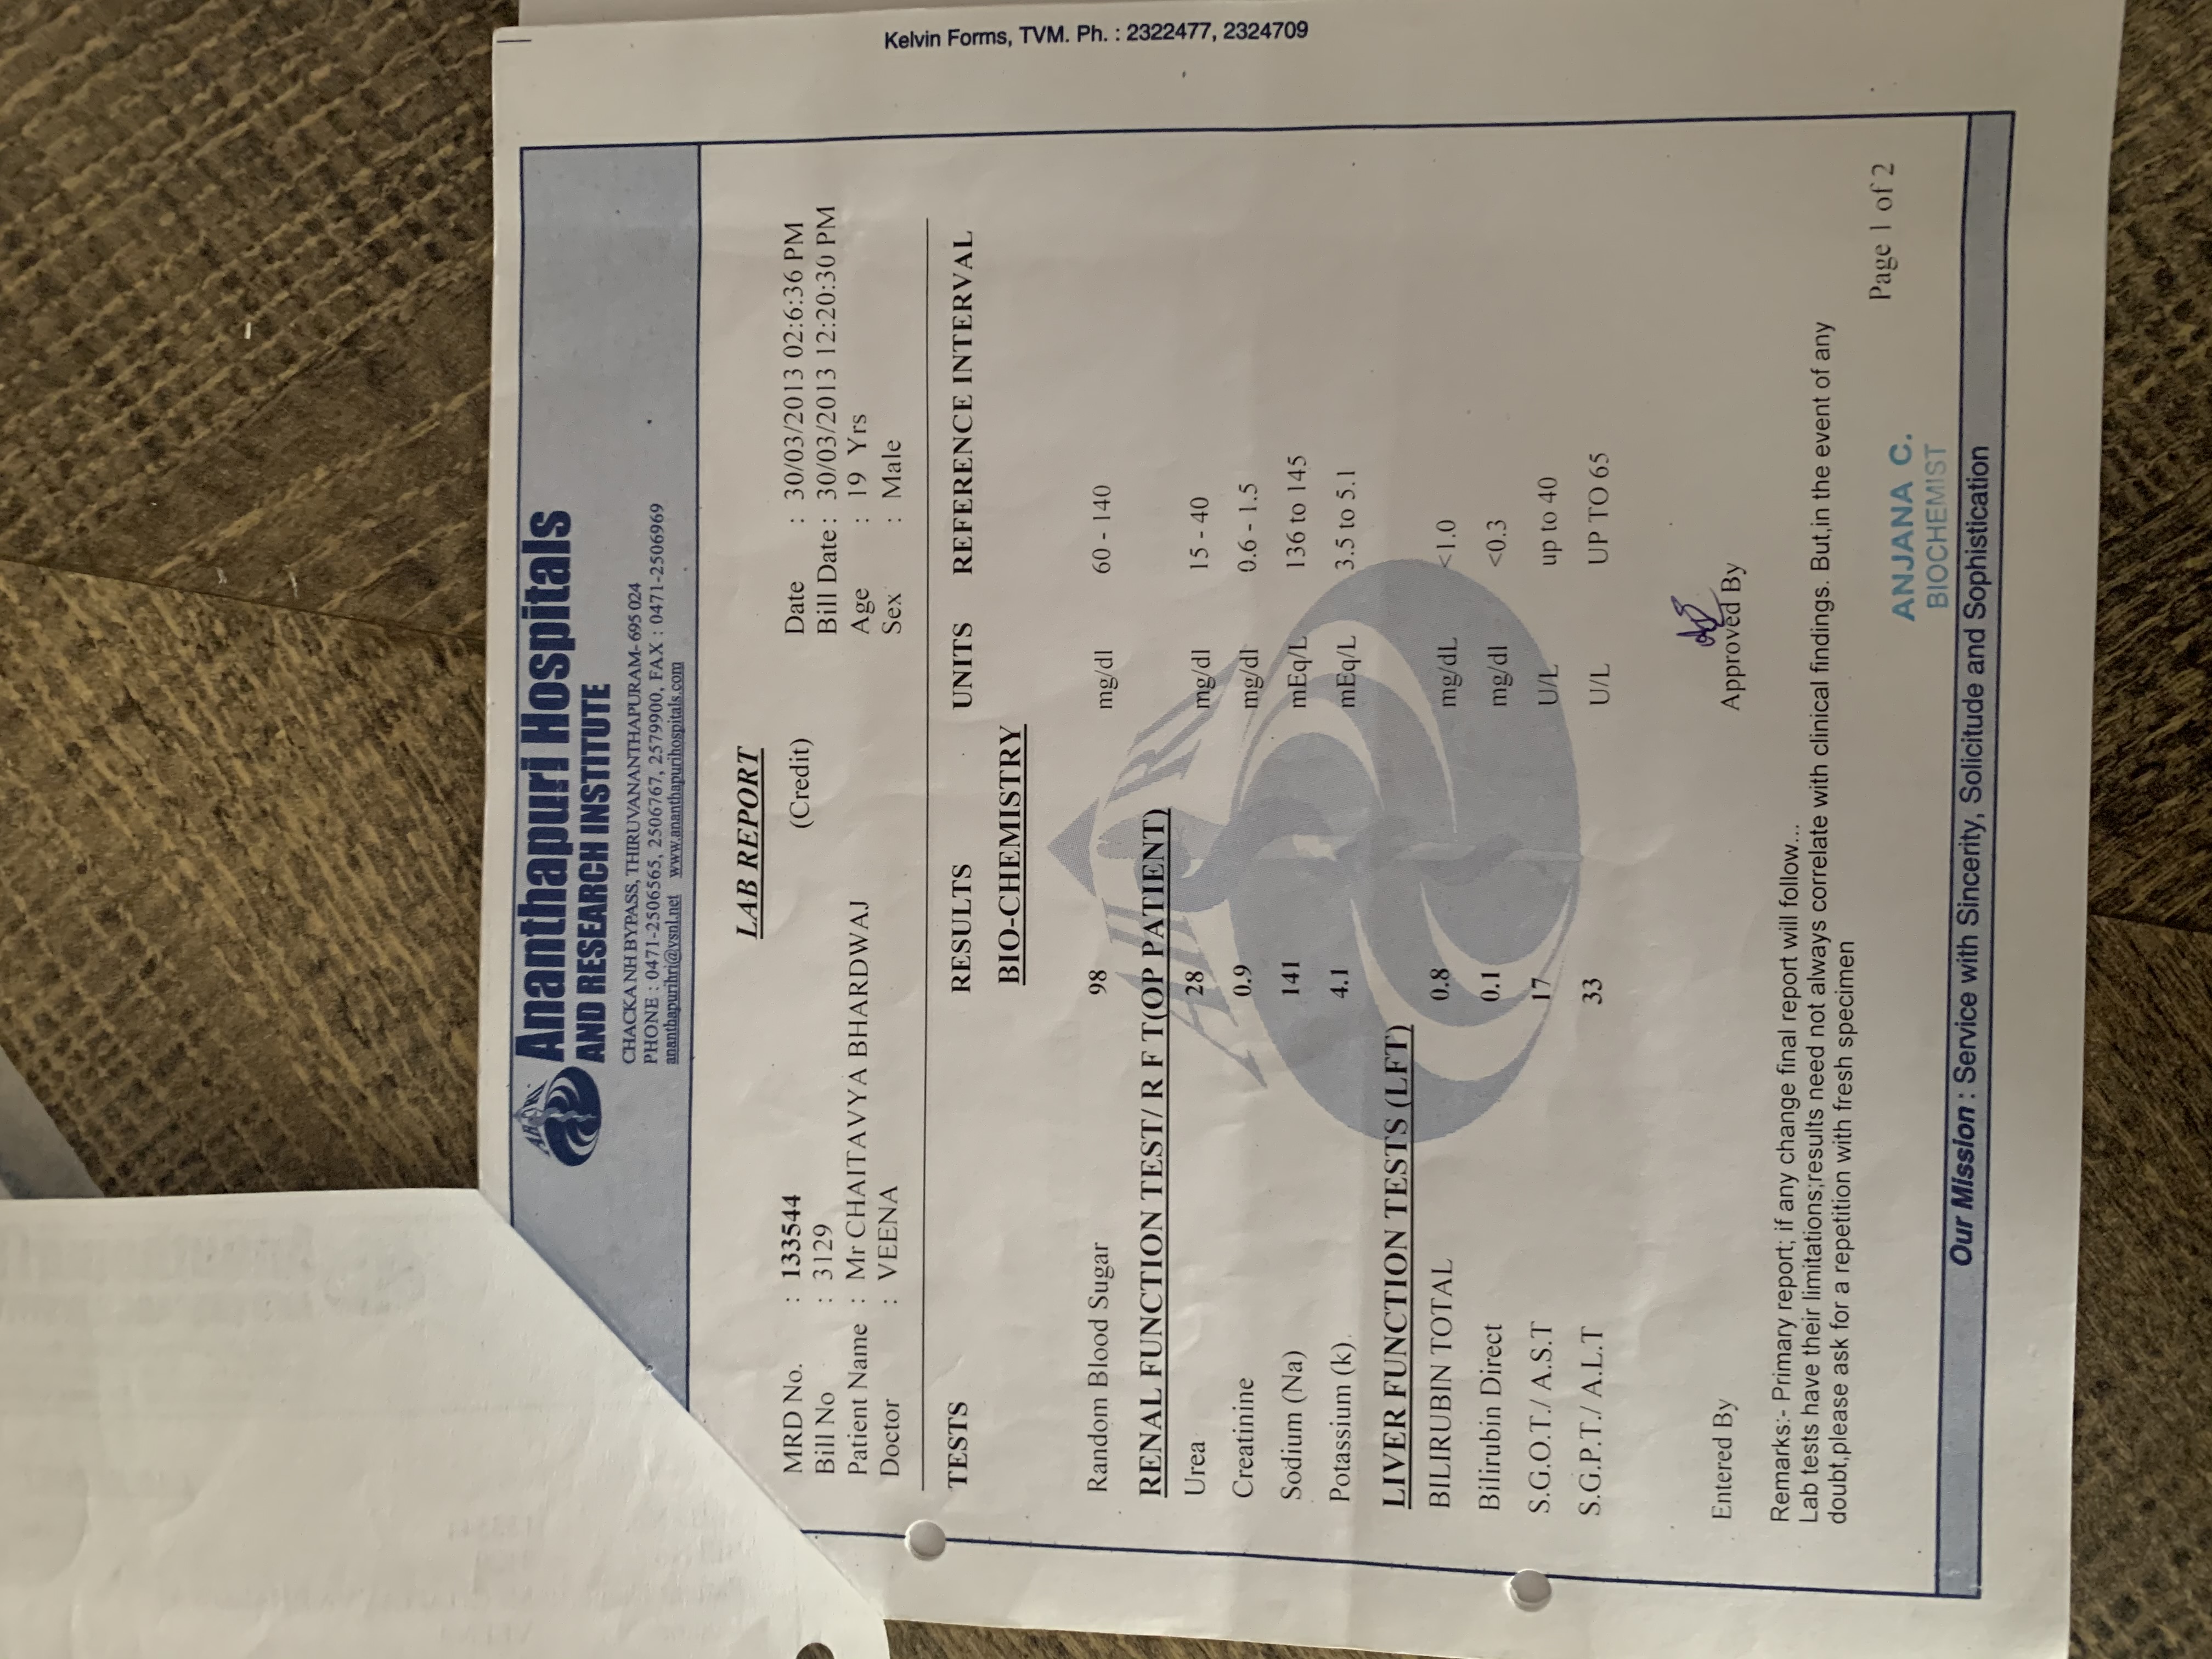 Ananthapuri Hospitals
AND RESEARCH INSTITUTE
CHACKA NH BYPASS, THIRUVANANTHAPURAM- 695 024
PHONE : 0471-2506565, 2506767, 2579900, FAX : 0471-2506969
ananthapurihri@vsnl.net www.ananthapurihospitals.com
LAB REPORT
MRD No. : 133544 Date : 30/03/2013 02:6:36 PM
Bill No : 3129 (Credit) Bill Date : 30/03/2013 12:20:30 PM
Patient Name : Mr CHAITAVYA BHARDWAJ Age : 19 Yrs
Doctor : VEENA Sex : Male
TESTS RESULTS UNITS REFERENCE INTERVAL
BIO-CHEMISTRY
Random Blood Sugar 98 mg/dl 60 - 140
RENAL FUNCTION TEST/ R F T(OP PATIENT)
Urea 28 mg/dl 15 - 40
Creatinine 0.9 mg/dl 0.6 - 1.5
Sodium (Na) 141 mEq/L 136 to 145
Potassium (k) 4.1 mEq/L 3.5 to 5.1
LIVER FUNCTION TESTS (LFT)
BILIRUBIN TOTAL 0.8 mg/dL <1.0
Bilirubin Direct 0.1 mg/dl <0.3
S.G.O.T./ A.S.T 17 U/L up to 40
S.G.P.T./ A.L.T 33 U/L UP TO 65
Entered By Approved By
Remarks:- Primary report; if any change final report will follow...
Lab tests have their limitations;results need not always correlate with clinical findings. But,in the event of any
doubt,please ask for a repetition with fresh specimen
ANJANA C.
BIOCHEMIST
Page 1 of 2
Our Mission : Service with Sincerity, Solicitude and Sophistication
Kelvin Forms, TVM. Ph. : 2322477, 2324709